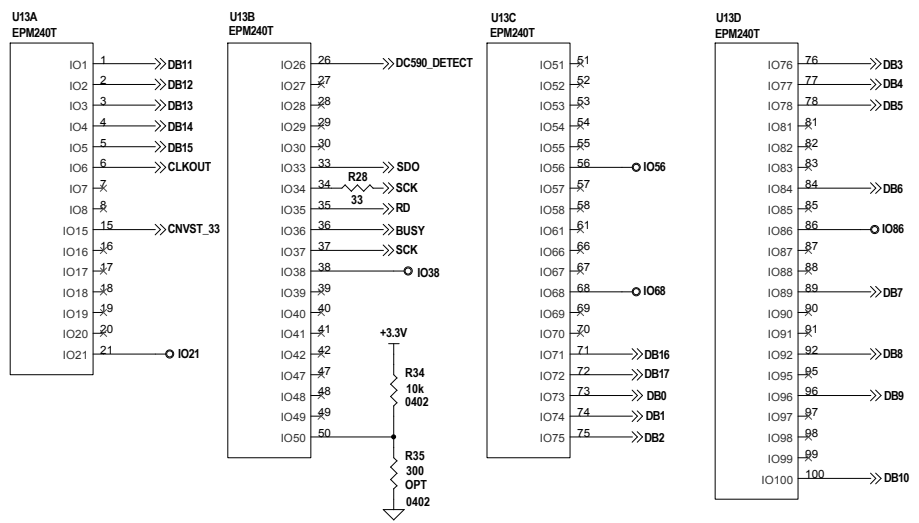 U13A
EPM240T
IO1 1 DB11
IO2 2 DB12
IO3 3 DB13
IO4 4 DB14
IO5 5 DB15
IO6 6 CLKOUT
IO7 7
IO8 8
IO15 15 CNVST_33
IO16 16
IO17 17
IO18 18
IO19 19
IO20 20
IO21 21 IO21
U13B
EPM240T
IO26 26 DC590_DETECT
IO27 27
IO28 28
IO29 29
IO30 30
IO33 33 SDO
IO34 34 R28 33 SCK
IO35 35 RD
IO36 36 BUSY
IO37 37 SCK
IO38 38 IO38
IO39 39
IO40 40
IO41 41
IO42 42
IO47 47
IO48 48
IO49 49
IO50 50
+3.3V
R34
10k
0402
R35
300
OPT
0402
U13C
EPM240T
IO51 51
IO52 52
IO53 53
IO54 54
IO55 55
IO56 56 IO56
IO57 57
IO58 58
IO61 61
IO66 66
IO67 67
IO68 68 IO68
IO69 69
IO70 70
IO71 71 DB16
IO72 72 DB17
IO73 73 DB0
IO74 74 DB1
IO75 75 DB2
U13D
EPM240T
IO76 76 DB3
IO77 77 DB4
IO78 78 DB5
IO81 81
IO82 82
IO83 83
IO84 84 DB6
IO85 85
IO86 86 IO86
IO87 87
IO88 88
IO89 89 DB7
IO90 90
IO91 91
IO92 92 DB8
IO95 95
IO96 96 DB9
IO97 97
IO98 98
IO99 99
IO100 100 DB10